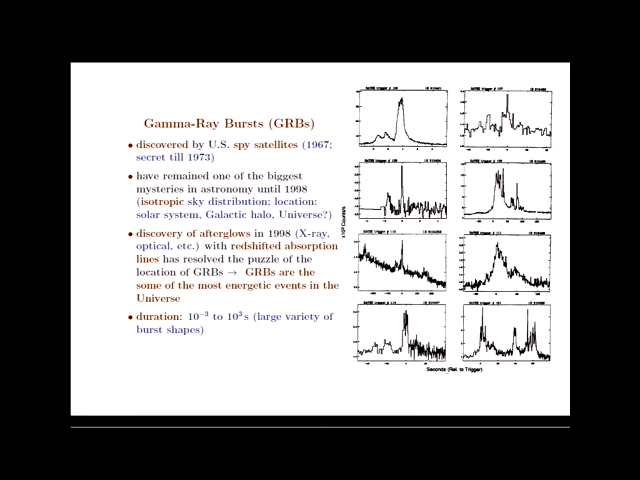 Gamma-Ray Bursts (GRBs)
• discovered by U.S. spy satellites (1967;
secret till 1973)
• have remained one of the biggest
mysteries in astronomy until 1998
(isotropic sky distribution; location:
solar system, Galactic halo, Universe?)
• discovery of afterglows in 1998 (X-ray,
optical, etc.) with redshifted absorption
lines has resolved the puzzle of the
location of GRBs → GRBs are the
some of the most energetic events in the
Universe
• duration: 10⁻³ to 10³ s (large variety of
burst shapes)
Seconds (Rel. to Trigger)